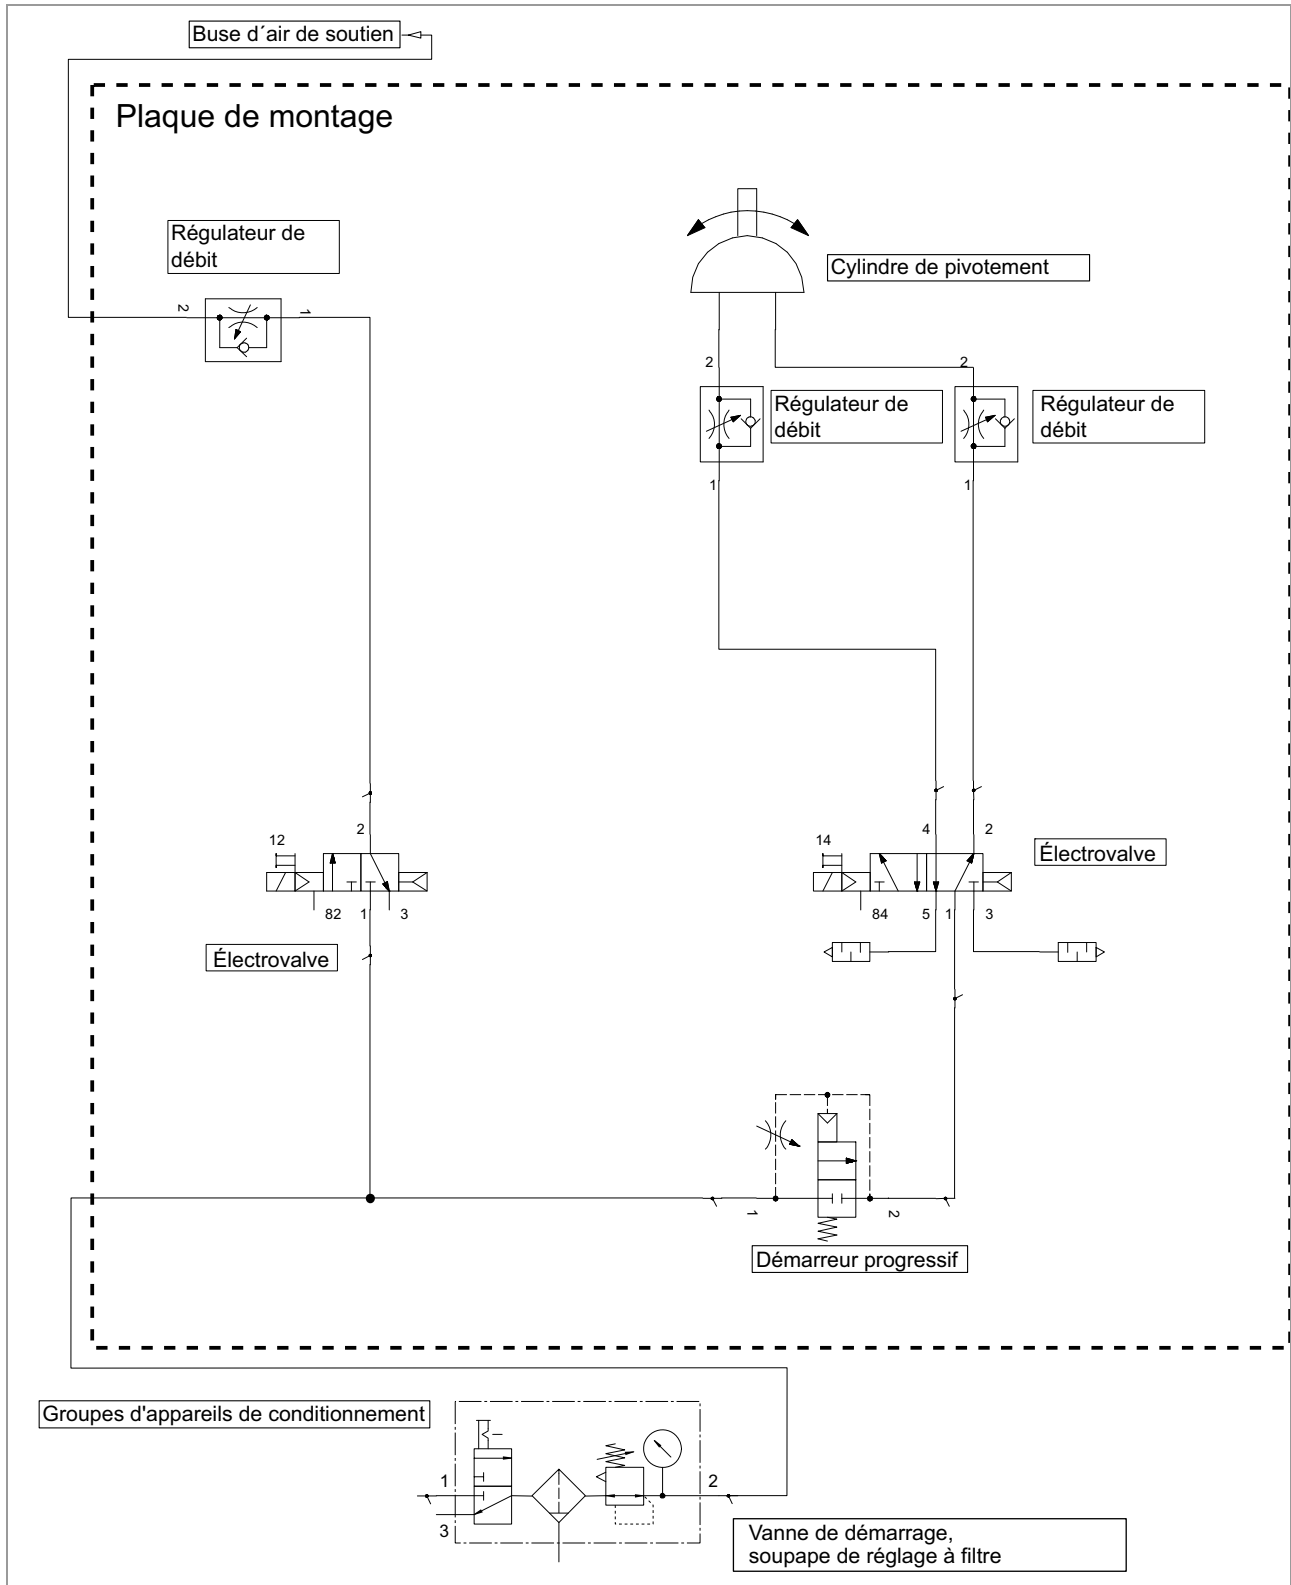 Buse d´air de soutien
Plaque de montage
Régulateur de
débit
Cylindre de pivotement
2
1
2
2
Régulateur de
débit
Régulateur de
débit
1
1
12
2
14
4
2
Électrovalve
82
1
3
84
5
1
3
Électrovalve
1
2
Démarreur progressif
Groupes d'appareils de conditionnement
1
2
3
Vanne de démarrage,
soupape de réglage à filtre